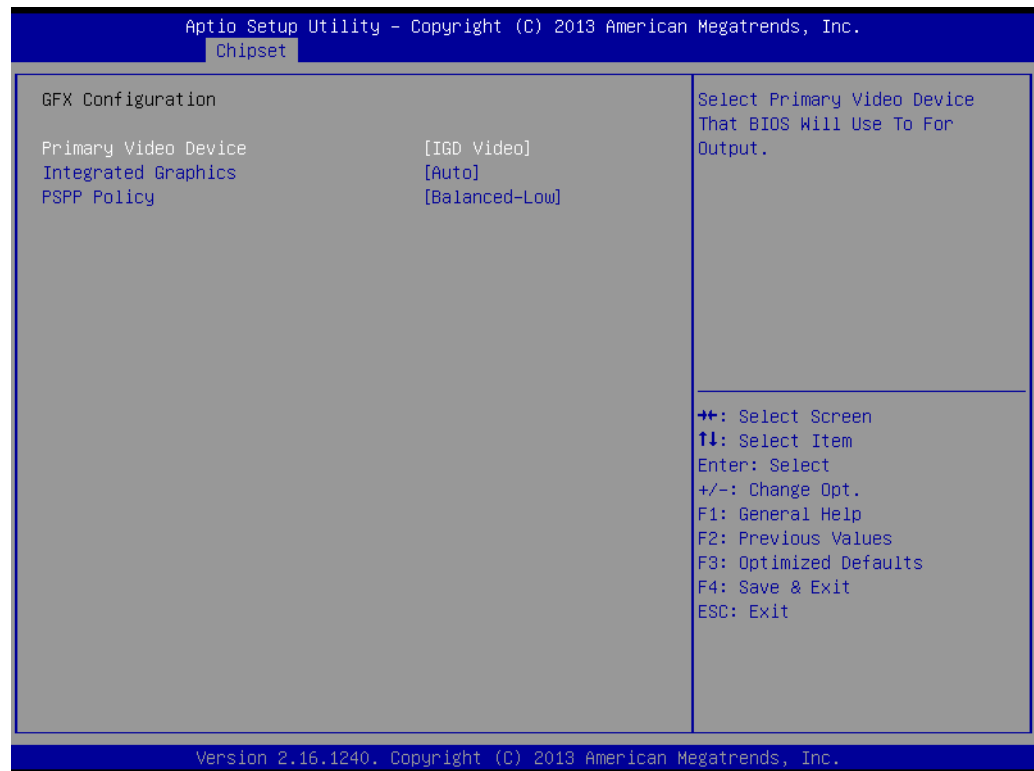 Aptio Setup Utility – Copyright (C) 2013 American Megatrends, Inc.
Chipset
GFX Configuration
Primary Video Device [IGD Video]
Integrated Graphics [Auto]
PSPP Policy [Balanced-Low]
Select Primary Video Device
That BIOS Will Use To For
Output.
→←: Select Screen
↑↓: Select Item
Enter: Select
+/-: Change Opt.
F1: General Help
F2: Previous Values
F3: Optimized Defaults
F4: Save & Exit
ESC: Exit
Version 2.16.1240. Copyright (C) 2013 American Megatrends, Inc.